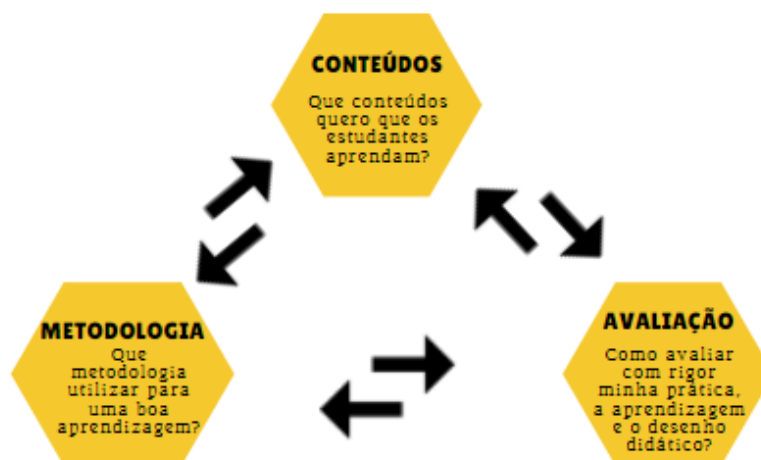 CONTEÚDOS
Que conteúdos
quero que os
estudantes
aprendam?
METODOLOGIA
Que
metodologia
utilizar para
uma boa
aprendizagem?
AVALIAÇÃO
Como avaliar
com rigor
minha prática,
a aprendizagem
e o desenho
didático?